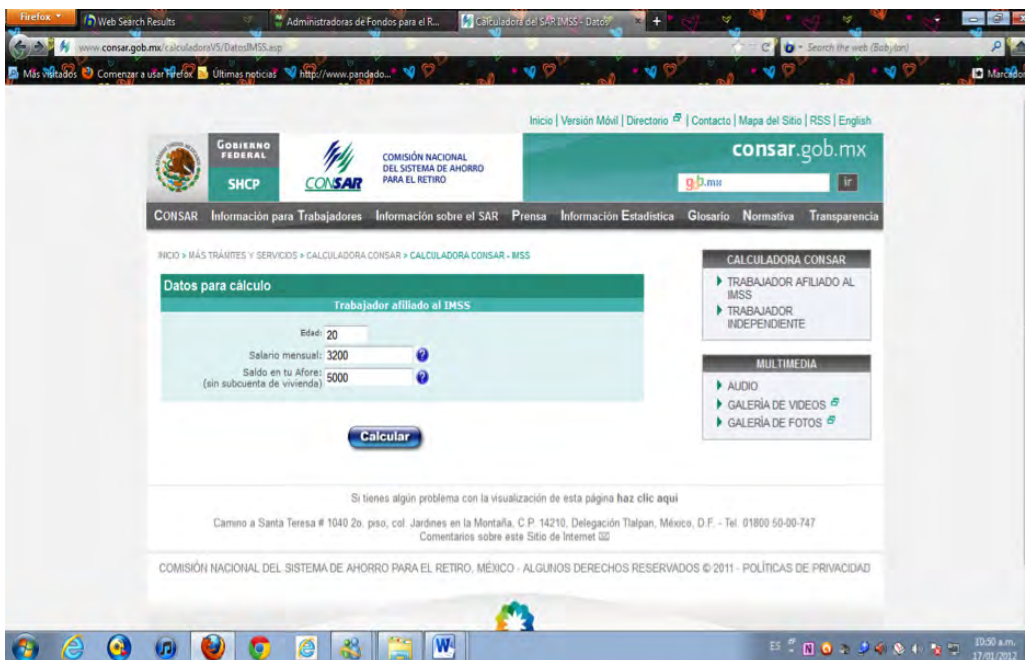 Firefox
Web Search Results
Administradoras de Fondos para el R...
Calculadora del SAR IMSS - Datos
www.consar.gob.mx/calculadoraV5/DatosIMSS.asp
Search the web (Babylon)
Más visitados
Comenzar a usar Firefox
Últimas noticias
http://www.pandado...
Marcador
Inicio | Versión Móvil | Directorio | Contacto | Mapa del Sitio | RSS | English
GOBIERNO
FEDERAL
SHCP
CONSAR
COMISIÓN NACIONAL
DEL SISTEMA DE AHORRO
PARA EL RETIRO
consar.gob.mx
gob.mx
ir
CONSAR Información para Trabajadores Información sobre el SAR Prensa Información Estadística Glosario Normativa Transparencia
INICIO > MÁS TRÁMITES Y SERVICIOS > CALCULADORA CONSAR > CALCULADORA CONSAR - IMSS
Datos para cálculo
Trabajador afiliado al IMSS
Edad: 20
Salario mensual: 3200
Saldo en tu Afore:
(sin subcuenta de vivienda) 5000
Calcular
CALCULADORA CONSAR
TRABAJADOR AFILIADO AL
IMSS
TRABAJADOR
INDEPENDIENTE
MULTIMEDIA
AUDIO
GALERÍA DE VIDEOS
GALERÍA DE FOTOS
Si tienes algún problema con la visualización de esta página haz clic aqui
Camino a Santa Teresa # 1040 2o. piso, col. Jardines en la Montaña, C.P. 14210, Delegación Tlalpan, México, D.F. - Tel. 01800 50-00-747
Comentarios sobre este Sitio de Internet
COMISIÓN NACIONAL DEL SISTEMA DE AHORRO PARA EL RETIRO, MÉXICO - ALGUNOS DERECHOS RESERVADOS © 2011 - POLÍTICAS DE PRIVACIDAD
ES
10:50 a.m.
17/01/2012